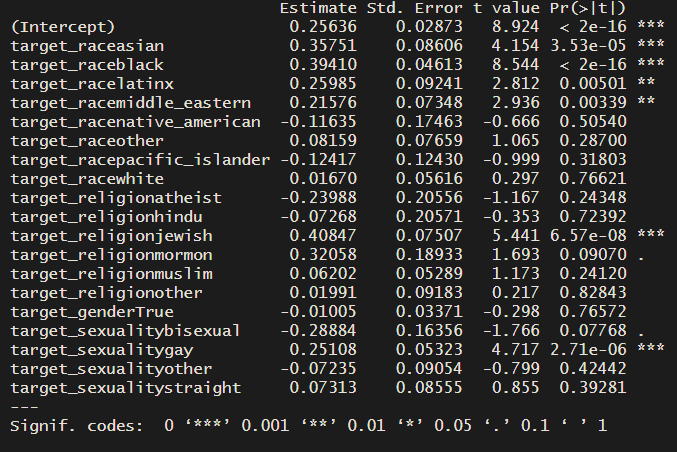 Estimate Std. Error t value Pr(>|t|)
(Intercept) 0.25636 0.02873 8.924 < 2e-16 ***
target_raceasian 0.35751 0.08606 4.154 3.53e-05 ***
target_raceblack 0.39410 0.04613 8.544 < 2e-16 ***
target_racelatinx 0.25985 0.09241 2.812 0.00501 **
target_racemiddle_eastern 0.21576 0.07348 2.936 0.00339 **
target_racenative_american -0.11635 0.17463 -0.666 0.50540
target_raceother 0.08159 0.07659 1.065 0.28700
target_racepacific_islander -0.12417 0.12430 -0.999 0.31803
target_racewhite 0.01670 0.05616 0.297 0.76621
target_religionatheist -0.23988 0.20556 -1.167 0.24348
target_religionhindu -0.07268 0.20571 -0.353 0.72392
target_religionjewish 0.40847 0.07507 5.441 6.57e-08 ***
target_religionmormon 0.32058 0.18933 1.693 0.09070 .
target_religionmuslim 0.06202 0.05289 1.173 0.24120
target_religionother 0.01991 0.09183 0.217 0.82843
target_genderTrue -0.01005 0.03371 -0.298 0.76572
target_sexualitybisexual -0.28884 0.16356 -1.766 0.07768 .
target_sexualitygay 0.25108 0.05323 4.717 2.71e-06 ***
target_sexualityother -0.07235 0.09054 -0.799 0.42442
target_sexualitystraight 0.07313 0.08555 0.855 0.39281
---
Signif. codes: 0 ‘***’ 0.001 ‘**’ 0.01 ‘*’ 0.05 ‘.’ 0.1 ‘ ’ 1